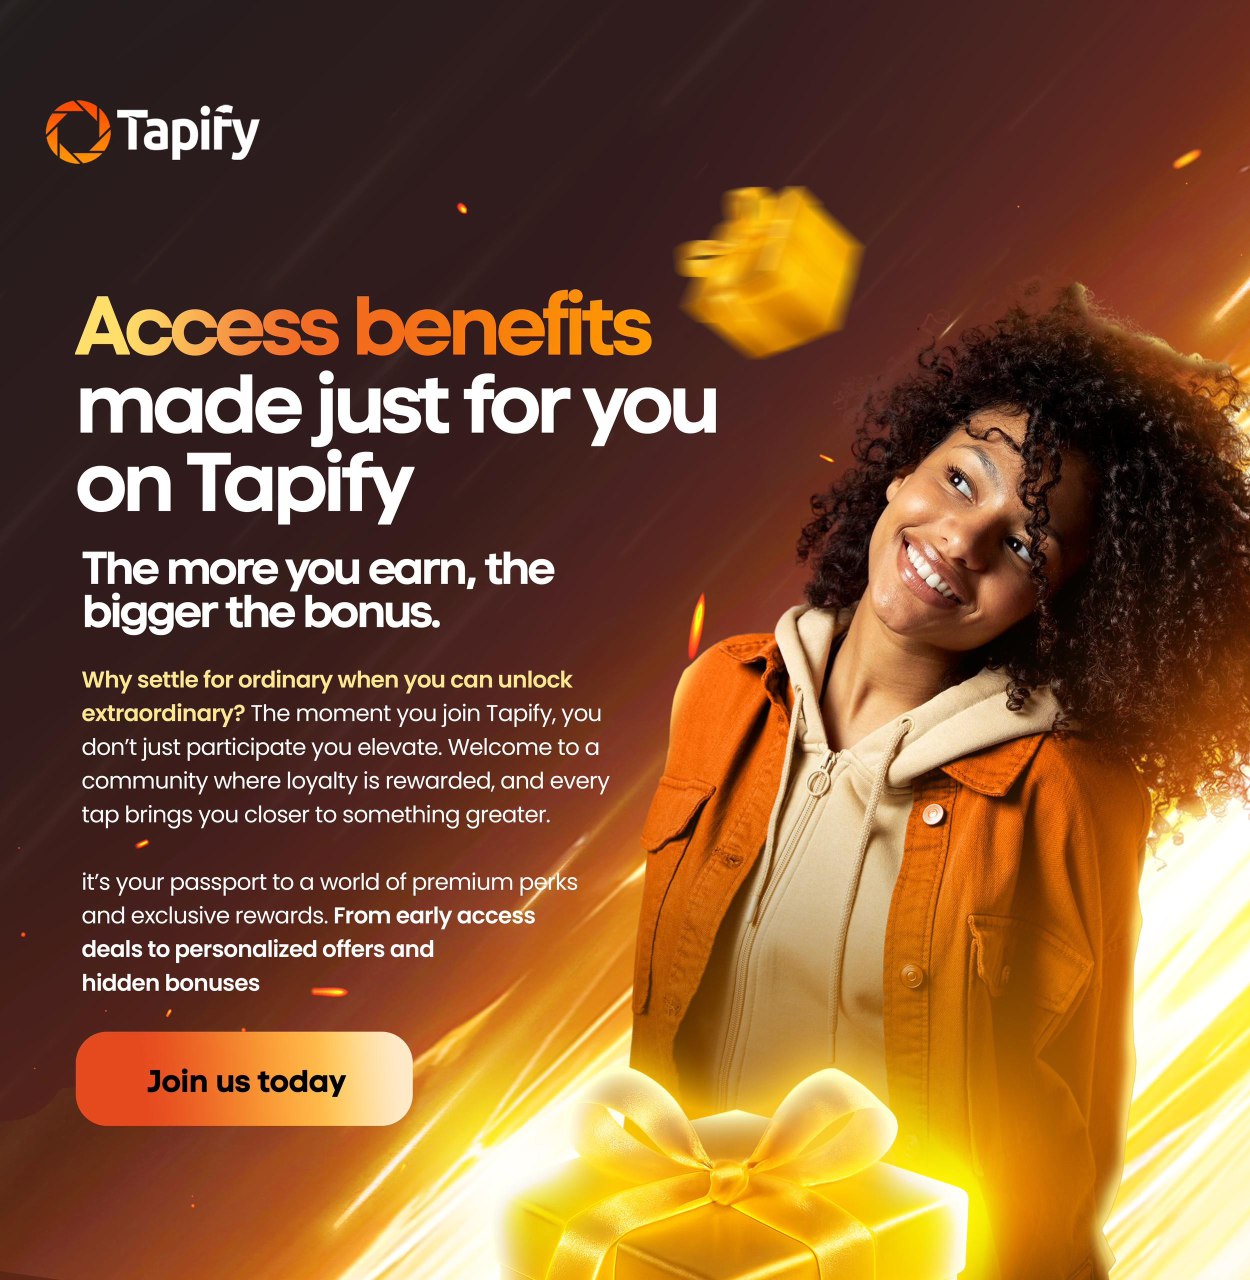 Tapify
Access benefits
made just for you
on Tapify
The more you earn, the
bigger the bonus.
Why settle for ordinary when you can unlock
extraordinary? The moment you join Tapify, you
don’t just participate you elevate. Welcome to a
community where loyalty is rewarded, and every
tap brings you closer to something greater.
it’s your passport to a world of premium perks
and exclusive rewards. From early access
deals to personalized offers and
hidden bonuses
Join us today